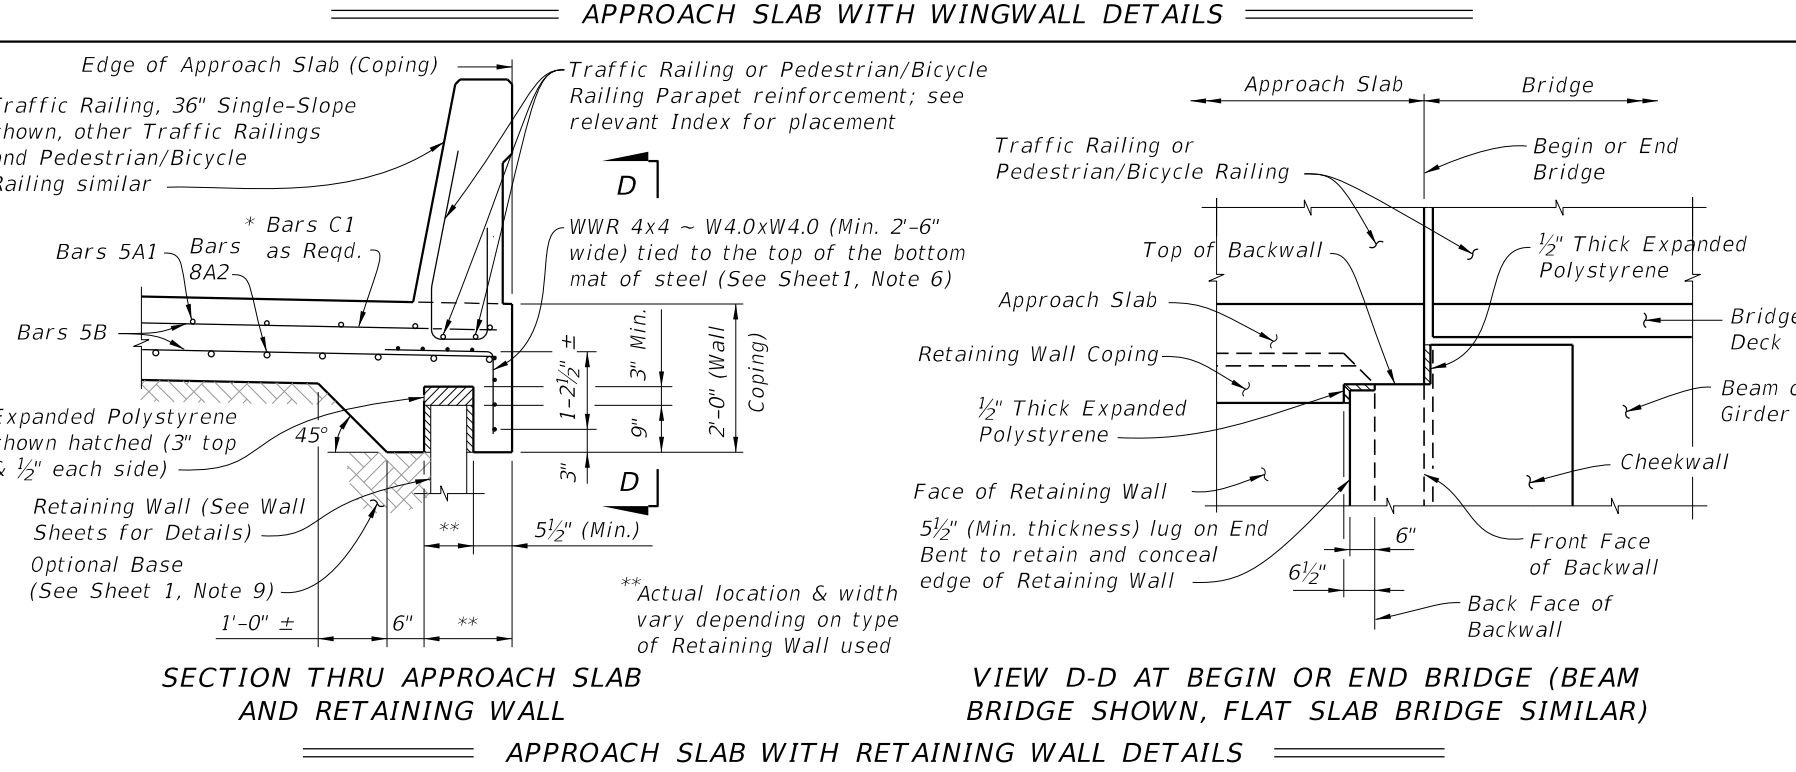 APPROACH SLAB WITH WINGWALL DETAILS
Edge of Approach Slab (Coping)
Traffic Railing, 36" Single-Slope
shown, other Traffic Railings
and Pedestrian/Bicycle
Railing similar
Traffic Railing or Pedestrian/Bicycle
Railing Parapet reinforcement; see
relevant Index for placement
D
* Bars C1
as Reqd.
Bars 5A1
Bars
8A2
Bars 5B
WWR 4x4 ~ W4.0xW4.0 (Min. 2'-6"
wide) tied to the top of the bottom
mat of steel (See Sheet1, Note 6)
1-2½" ±
3" Min.
9"
3"
2'-0" (Wall
Coping)
Expanded Polystyrene
shown hatched (3" top
& ½" each side)
45°
Retaining Wall (See Wall
Sheets for Details)
Optional Base
(See Sheet 1, Note 9)
**
D
5½" (Min.)
1'-0" ±
6"
**
**Actual location & width
vary depending on type
of Retaining Wall used
SECTION THRU APPROACH SLAB
AND RETAINING WALL
Approach Slab
Bridge
Traffic Railing or
Pedestrian/Bicycle Railing
Begin or End
Bridge
Top of Backwall
½" Thick Expanded
Polystyrene
Approach Slab
Bridge
Deck
Retaining Wall Coping
Beam
Girder
½" Thick Expanded
Polystyrene
Cheekwall
Face of Retaining Wall
5½" (Min. thickness) lug on End
Bent to retain and conceal
edge of Retaining Wall
6"
6½"
Front Face
of Backwall
Back Face of
Backwall
VIEW D-D AT BEGIN OR END BRIDGE (BEAM
BRIDGE SHOWN, FLAT SLAB BRIDGE SIMILAR)
APPROACH SLAB WITH RETAINING WALL DETAILS